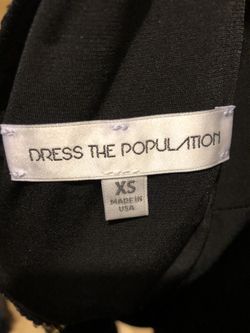 DRESS THE POPULATION
XS
MADE IN
USA